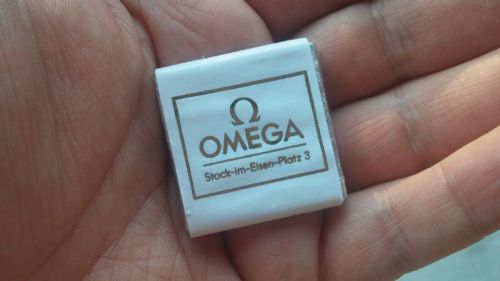 Ω
OMEGA
Stock-im-Eisen-Platz 3